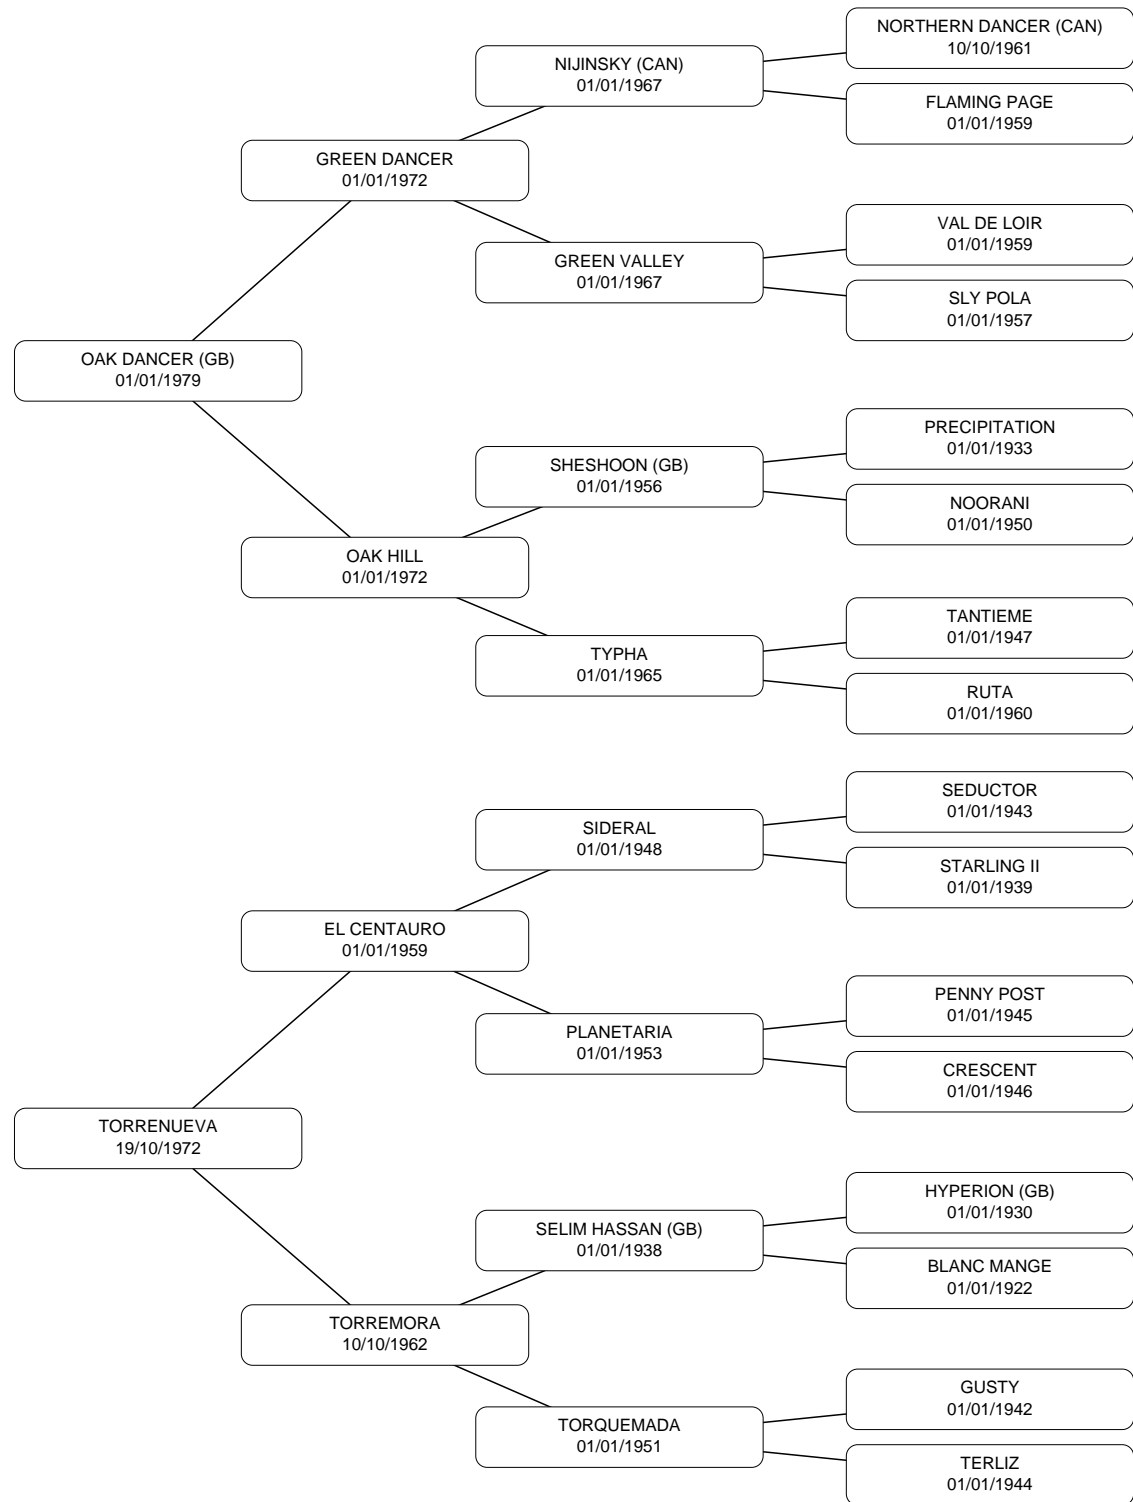 NORTHERN DANCER (CAN)
10/10/1961
NIJINSKY (CAN)
01/01/1967
FLAMING PAGE
01/01/1959
GREEN DANCER
01/01/1972
VAL DE LOIR
01/01/1959
GREEN VALLEY
01/01/1967
SLY POLA
01/01/1957
OAK DANCER (GB)
01/01/1979
PRECIPITATION
01/01/1933
SHESHOON (GB)
01/01/1956
NOORANI
01/01/1950
OAK HILL
01/01/1972
TANTIEME
01/01/1947
TYPHA
01/01/1965
RUTA
01/01/1960
SEDUCTOR
01/01/1943
SIDERAL
01/01/1948
STARLING II
01/01/1939
EL CENTAURO
01/01/1959
PENNY POST
01/01/1945
PLANETARIA
01/01/1953
CRESCENT
01/01/1946
TORRENUEVA
19/10/1972
HYPERION (GB)
01/01/1930
SELIM HASSAN (GB)
01/01/1938
BLANC MANGE
01/01/1922
TORREMORA
10/10/1962
GUSTY
01/01/1942
TORQUEMADA
01/01/1951
TERLIZ
01/01/1944